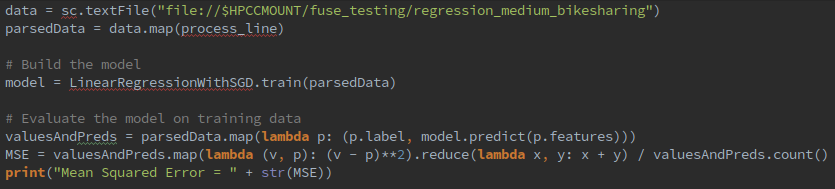 data = sc.textFile("file://$HPCCMOUNT/fuse_testing/regression_medium_bikesharing")
parsedData = data.map(process_line)
# Build the model
model = LinearRegressionWithSGD.train(parsedData)
# Evaluate the model on training data
valuesAndPreds = parsedData.map(lambda p: (p.label, model.predict(p.features)))
MSE = valuesAndPreds.map(lambda (v, p): (v - p)**2).reduce(lambda x, y: x + y) / valuesAndPreds.count()
print("Mean Squared Error = " + str(MSE))